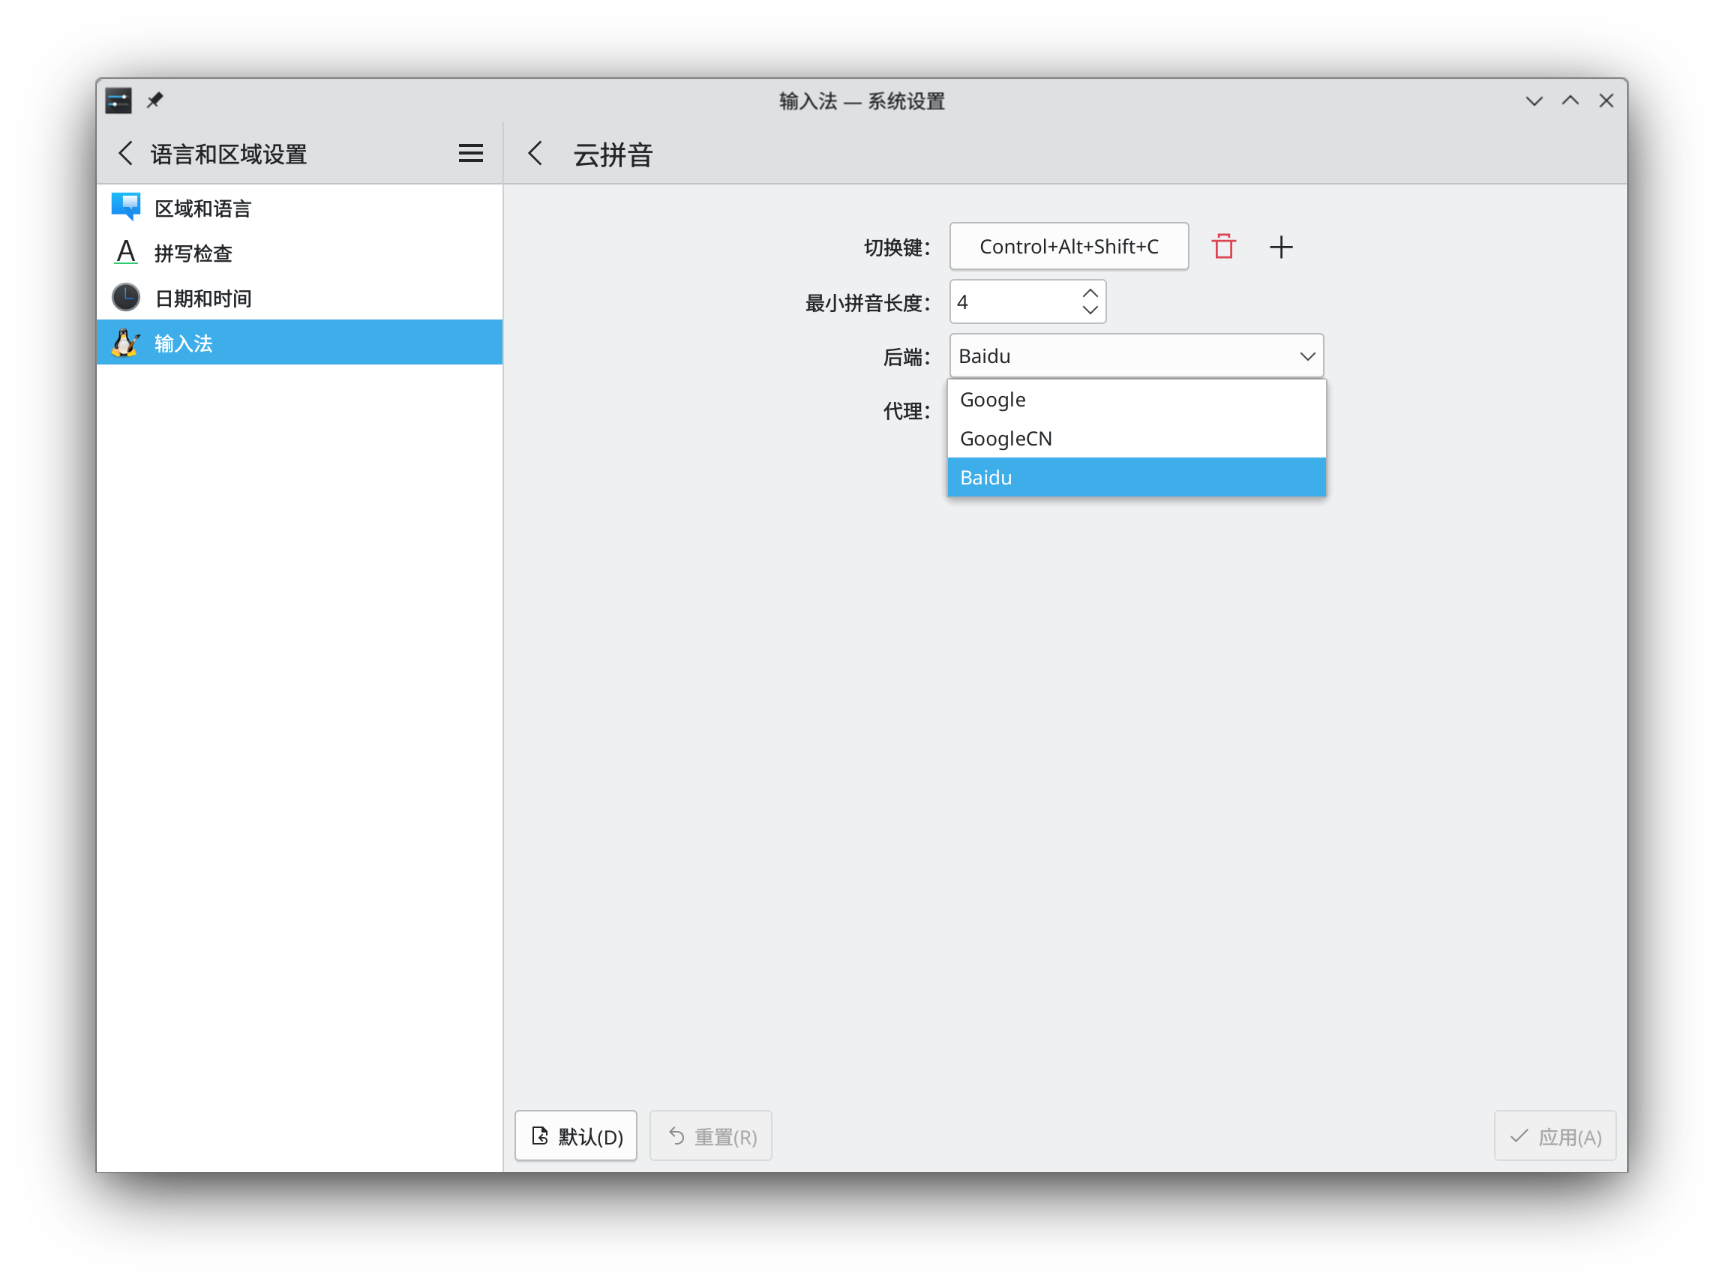 输入法 — 系统设置
语言和区域设置
云拼音
区域和语言
拼写检查
日期和时间
输入法
切换键：
Control+Alt+Shift+C
最小拼音长度：
4
后端：
Baidu
代理：
Google
GoogleCN
Baidu
默认(D)
重置(R)
应用(A)